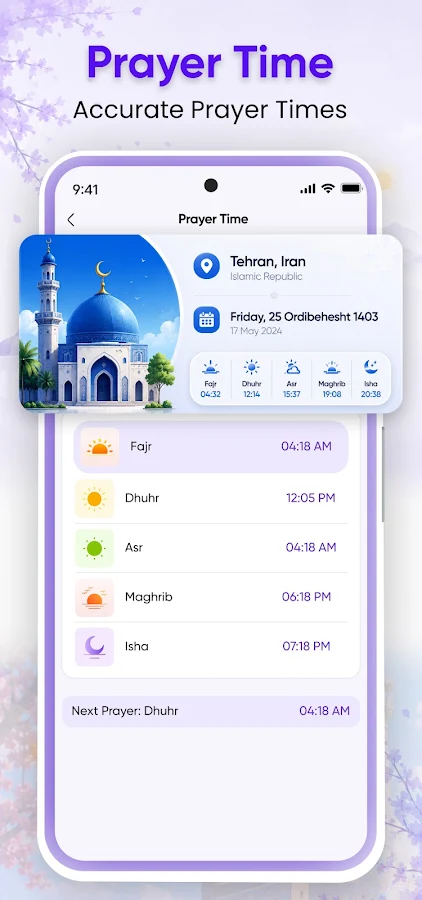 Prayer Time
Accurate Prayer Times
9:41
Prayer Time
Tehran, Iran
Islamic Republic
Friday, 25 Ordibehesht 1403
17 May 2024
Fajr Dhuhr Asr Maghrib Isha
04:32 12:14 15:37 19:08 20:38
Fajr 04:18 AM
Dhuhr 12:05 PM
Asr 04:18 AM
Maghrib 06:18 PM
Isha 07:18 PM
Next Prayer: Dhuhr 04:18 AM